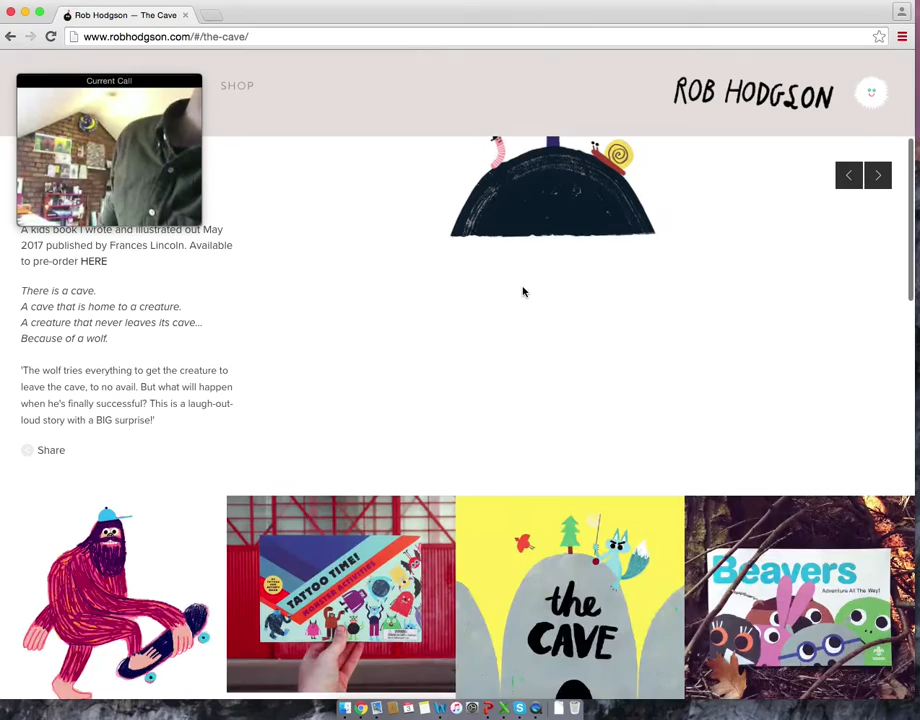 Rob Hodgson — The Cave
www.robhodgson.com/#/the-cave/
Current Call
SHOP
ROB HODGSON
A kids book I wrote and illustrated out May
2017 published by Frances Lincoln. Available
to pre-order HERE
There is a cave.
A cave that is home to a creature.
A creature that never leaves its cave...
Because of a wolf.
'The wolf tries everything to get the creature to
leave the cave, to no avail. But what will happen
when he's finally successful? This is a laugh-out-
loud story with a BIG surprise!'
Share
TATTOO TIME!
MONSTER ACTIVITIES
the
CAVE
Beavers
Adventure All The Way!